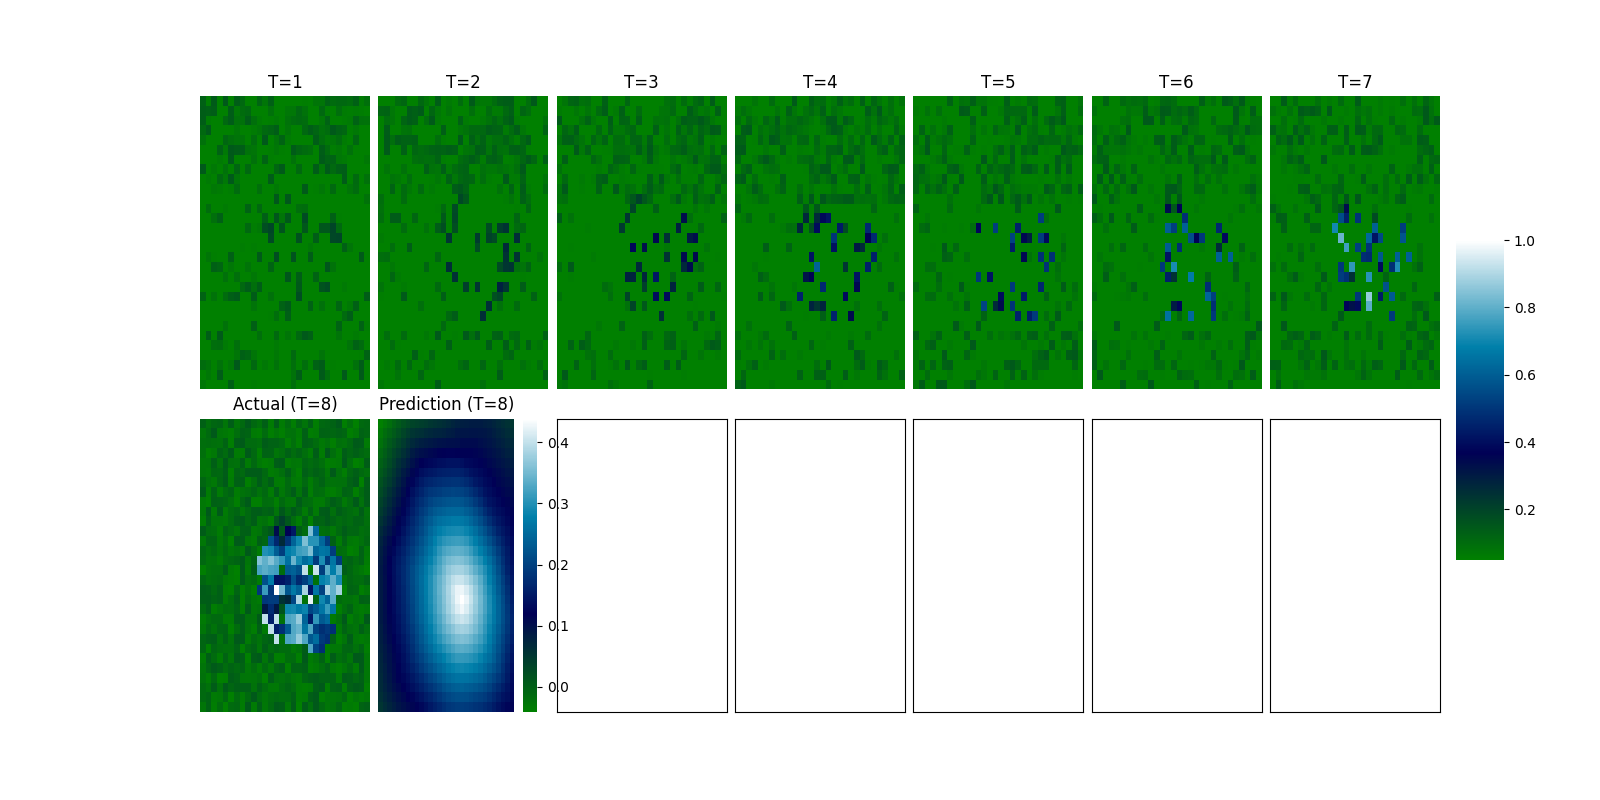 T=1
T=2
T=3
T=4
T=5
T=6
T=7
1.0
0.8
0.6
0.4
0.2
Actual (T=8)
Prediction (T=8)
0.4
0.3
0.2
0.1
0.0